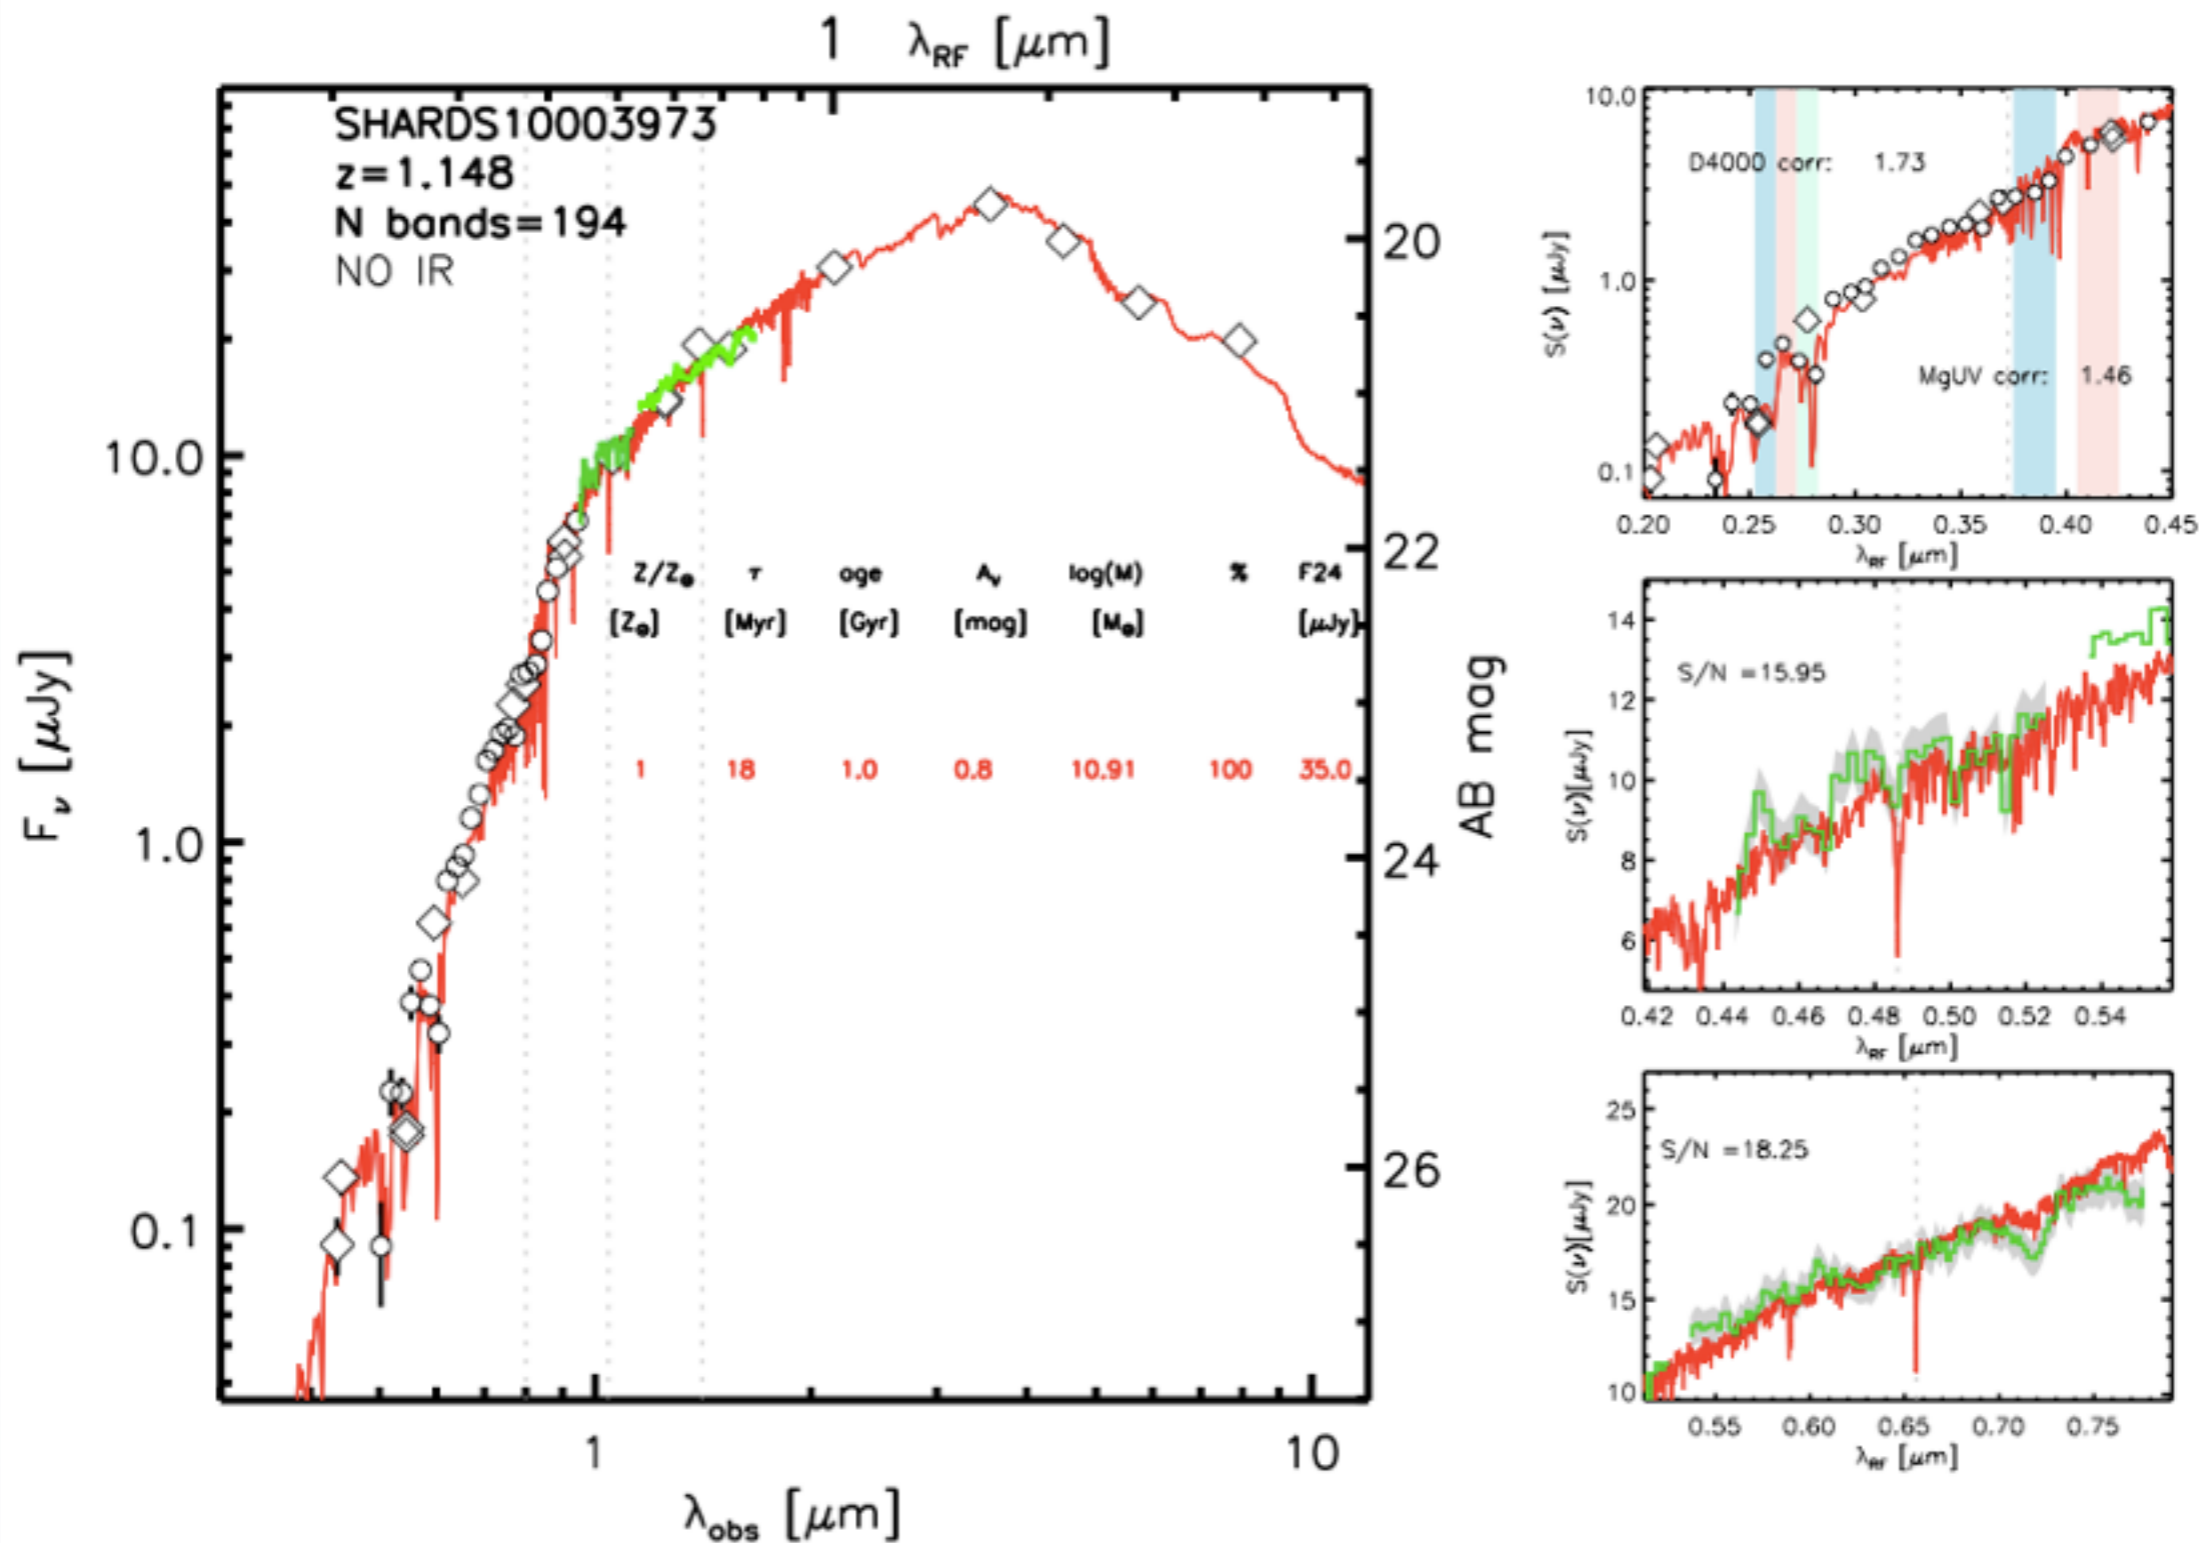 1 λRF [μm]
SHARDS10003973
z=1.148
N bands=194
NO IR
20
22
24
26
AB mag
10.0
1.0
0.1
Fν [μJy]
Z/Z⊙ τ age Av log(M) % F24
[Z⊙] [Myr] [Gyr] [mag] [M⊙] [μJy]
1 18 1.0 0.8 10.91 100 35.0
1 10
λobs [μm]
10.0
1.0
0.1
S(ν) [μJy]
D4000 corr: 1.73
MgUV corr: 1.46
0.20 0.25 0.30 0.35 0.40 0.45
λRF [μm]
14
12
10
8
6
S(ν)[μJy]
S/N =15.95
0.42 0.44 0.46 0.48 0.50 0.52 0.54
λRF [μm]
25
20
15
10
S(ν)[μJy]
S/N =18.25
0.55 0.60 0.65 0.70 0.75
λRF [μm]